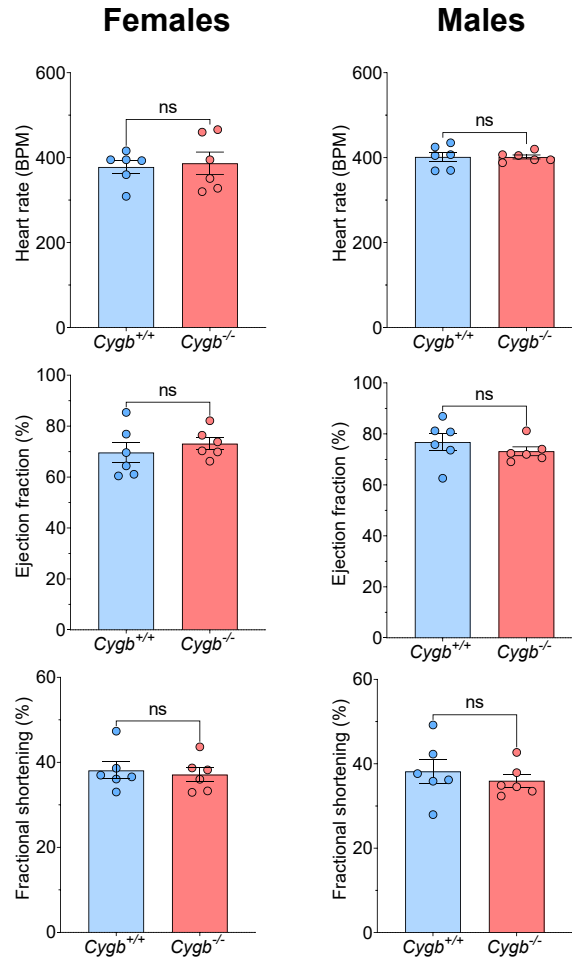 Females
Males
Heart rate (BPM)
600
400
200
0
ns
Cygb+/+
Cygb-/-
Heart rate (BPM)
600
400
200
0
ns
Cygb+/+
Cygb-/-
Ejection fraction (%)
100
80
60
40
20
0
ns
Cygb+/+
Cygb-/-
Ejection fraction (%)
100
80
60
40
20
0
ns
Cygb+/+
Cygb-/-
Fractional shortening (%)
60
40
20
0
ns
Cygb+/+
Cygb-/-
Fractional shortening (%)
60
40
20
0
ns
Cygb+/+
Cygb-/-